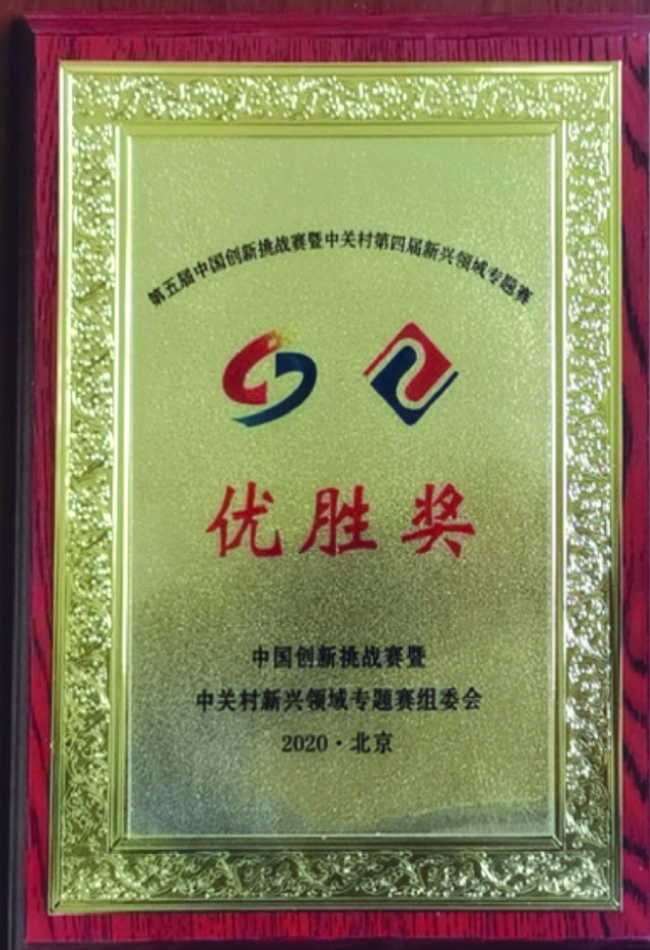 第五届中国创新挑战赛暨中关村第四届新兴领域专题赛
优胜奖
中国创新挑战赛暨
中关村新兴领域专题赛组委会
2020·北京